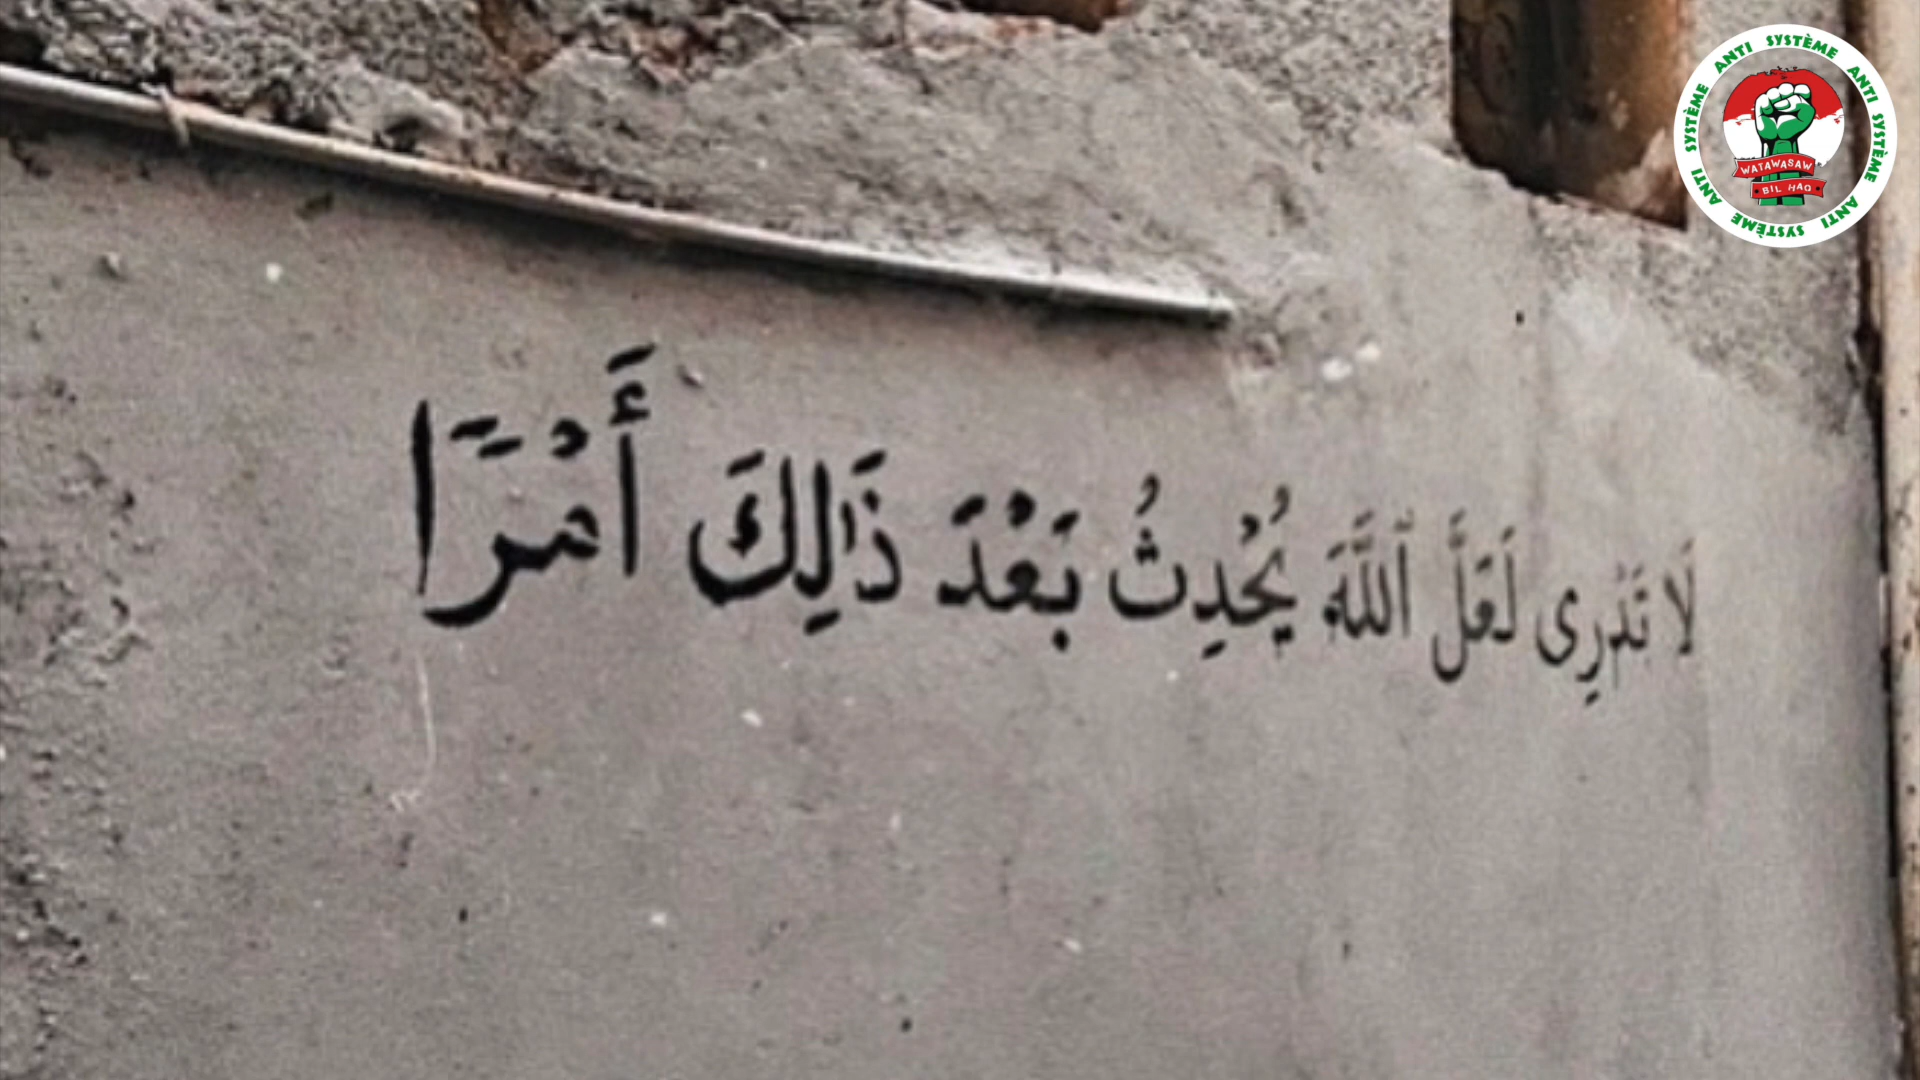 لَا تَدْرِى لَعَلَّ ٱللَّهَ يُحْدِثُ بَعْدَ ذَٰلِكَ أَمْرًا
ANTI SYSTÈME ANTI SYSTÈME ANTI SYSTÈME ANTI SYSTÈME
WATAWASAW
BIL HAQ